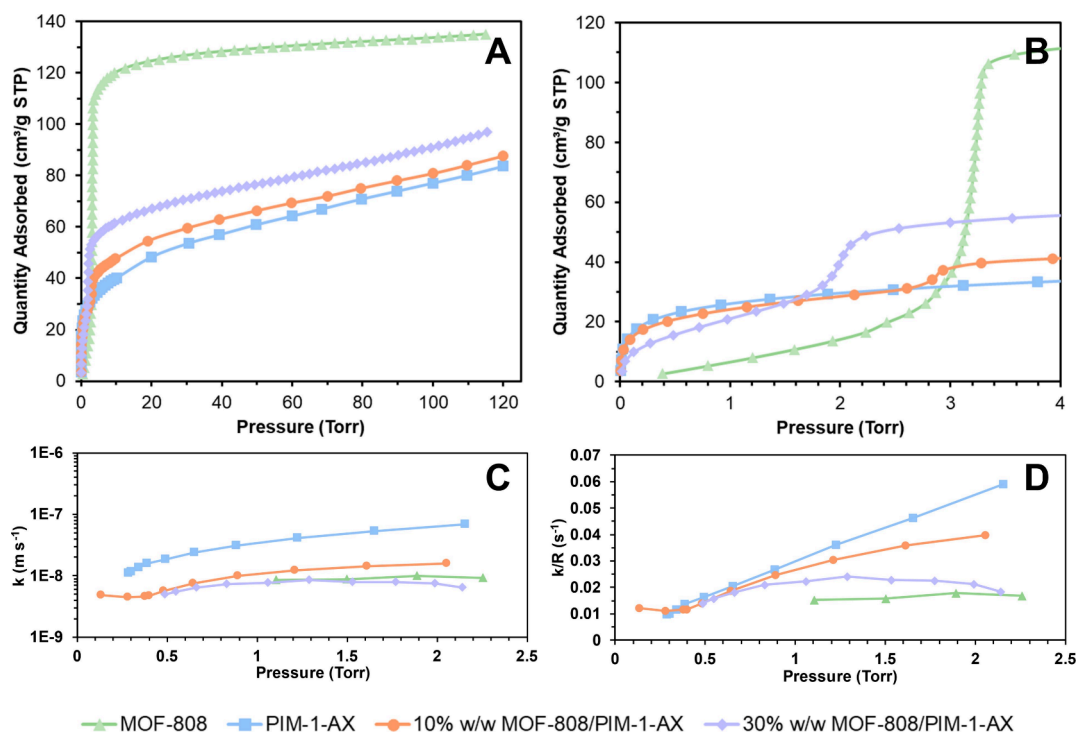 A
Quantity Adsorbed (cm³/g STP)
140
120
100
80
60
40
20
0
0 20 40 60 80 100 120
Pressure (Torr)
B
Quantity Adsorbed (cm³/g STP)
120
100
80
60
40
20
0
0 1 2 3 4
Pressure (Torr)
C
k (m s⁻¹)
1E-6
1E-7
1E-8
1E-9
0 0.5 1 1.5 2 2.5
Pressure (Torr)
D
k/R (s⁻¹)
0.07
0.06
0.05
0.04
0.03
0.02
0.01
0
0 0.5 1 1.5 2 2.5
Pressure (Torr)
MOF-808 PIM-1-AX 10% w/w MOF-808/PIM-1-AX 30% w/w MOF-808/PIM-1-AX